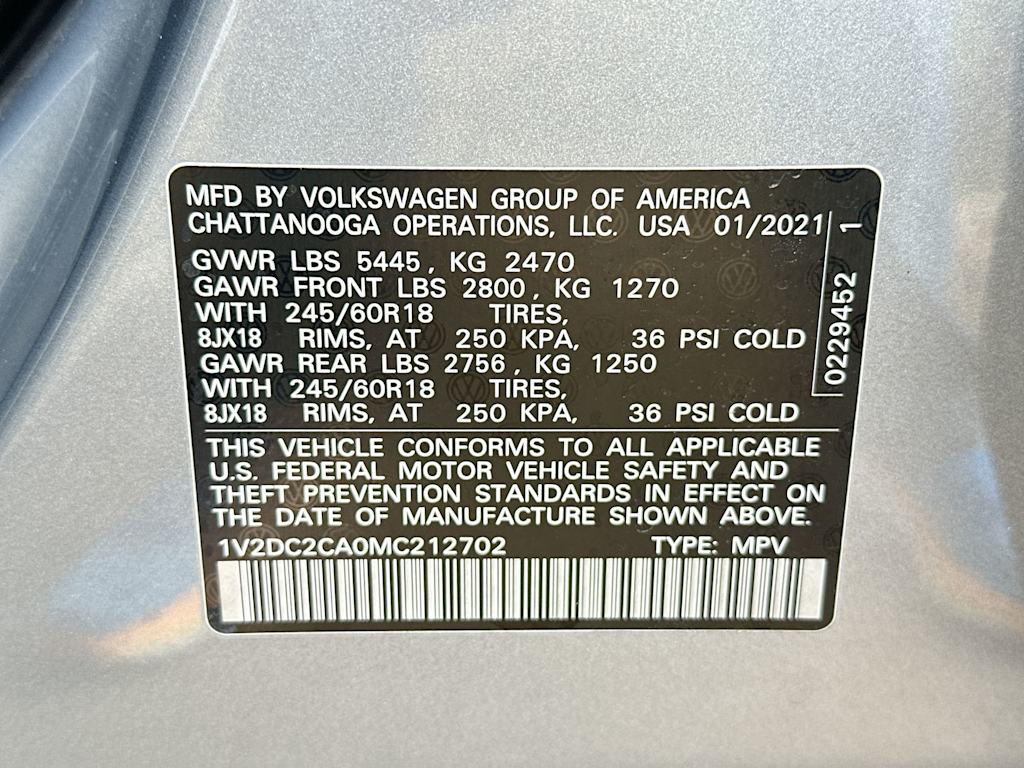 MFD BY VOLKSWAGEN GROUP OF AMERICA
CHATTANOOGA OPERATIONS, LLC. USA 01/2021
GVWR LBS 5445, KG 2470
GAWR FRONT LBS 2800, KG 1270
WITH 245/60R18 TIRES,
8JX18 RIMS, AT 250 KPA, 36 PSI COLD
GAWR REAR LBS 2756, KG 1250
WITH 245/60R18 TIRES,
8JX18 RIMS, AT 250 KPA, 36 PSI COLD
0229452 1
THIS VEHICLE CONFORMS TO ALL APPLICABLE
U.S. FEDERAL MOTOR VEHICLE SAFETY AND
THEFT PREVENTION STANDARDS IN EFFECT ON
THE DATE OF MANUFACTURE SHOWN ABOVE.
1V2DC2CA0MC212702 TYPE: MPV